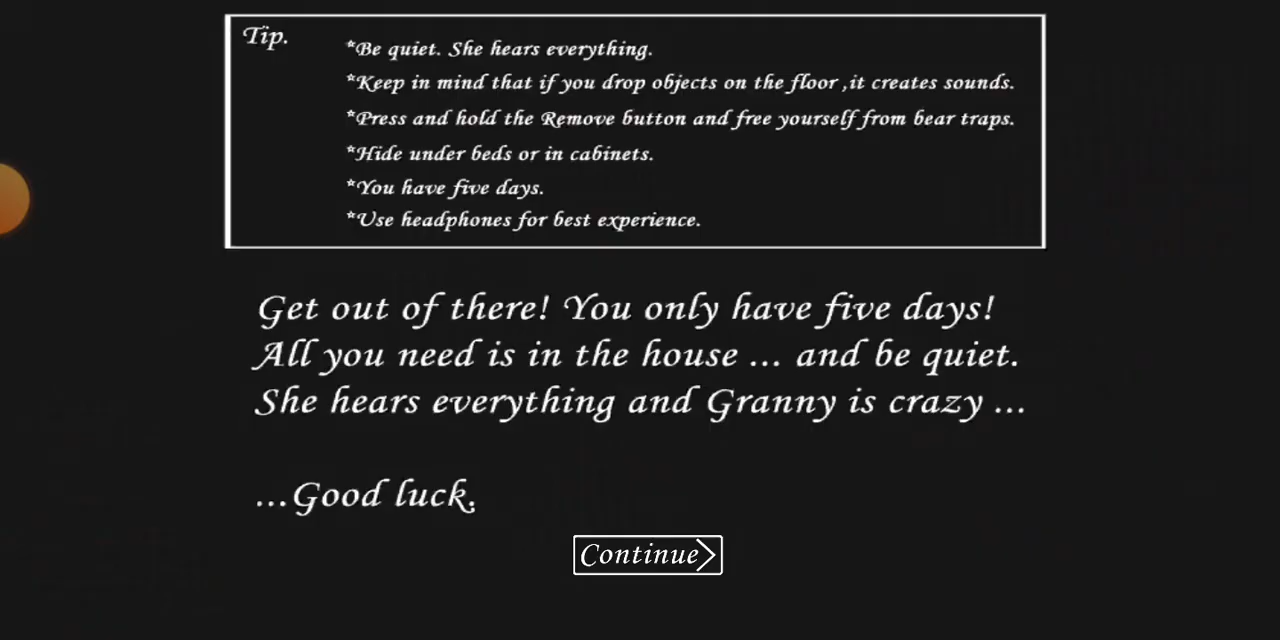 Tip.
*Be quiet. She hears everything.
*Keep in mind that if you drop objects on the floor ,it creates sounds.
*Press and hold the Remove button and free yourself from bear traps.
*Hide under beds or in cabinets.
*You have five days.
*Use headphones for best experience.
Get out of there! You only have five days!
All you need is in the house ... and be quiet.
She hears everything and Granny is crazy ...
...Good luck.
Continue>